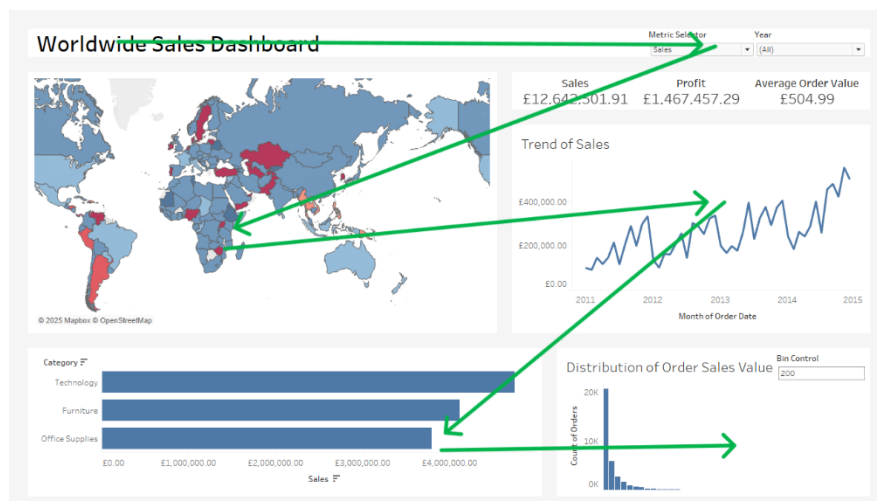 Worldwide Sales Dashboard
Metric Selector Year
Sales (All)
Sales Profit Average Order Value
£12,642,501.91 £1,467,457.29 £504.99
Trend of Sales
£400,000.00
£200,000.00
£0.00
2011 2012 2013 2014 2015
Month of Order Date
© 2025 Mapbox © OpenStreetMap
Category
Technology
Furniture
Office Supplies
£0.00 £1,000,000.00 £2,000,000.00 £3,000,000.00 £4,000,000.00
Sales
Distribution of Order Sales Value
Bin Control
200
Count of Orders
20K
10K
0K